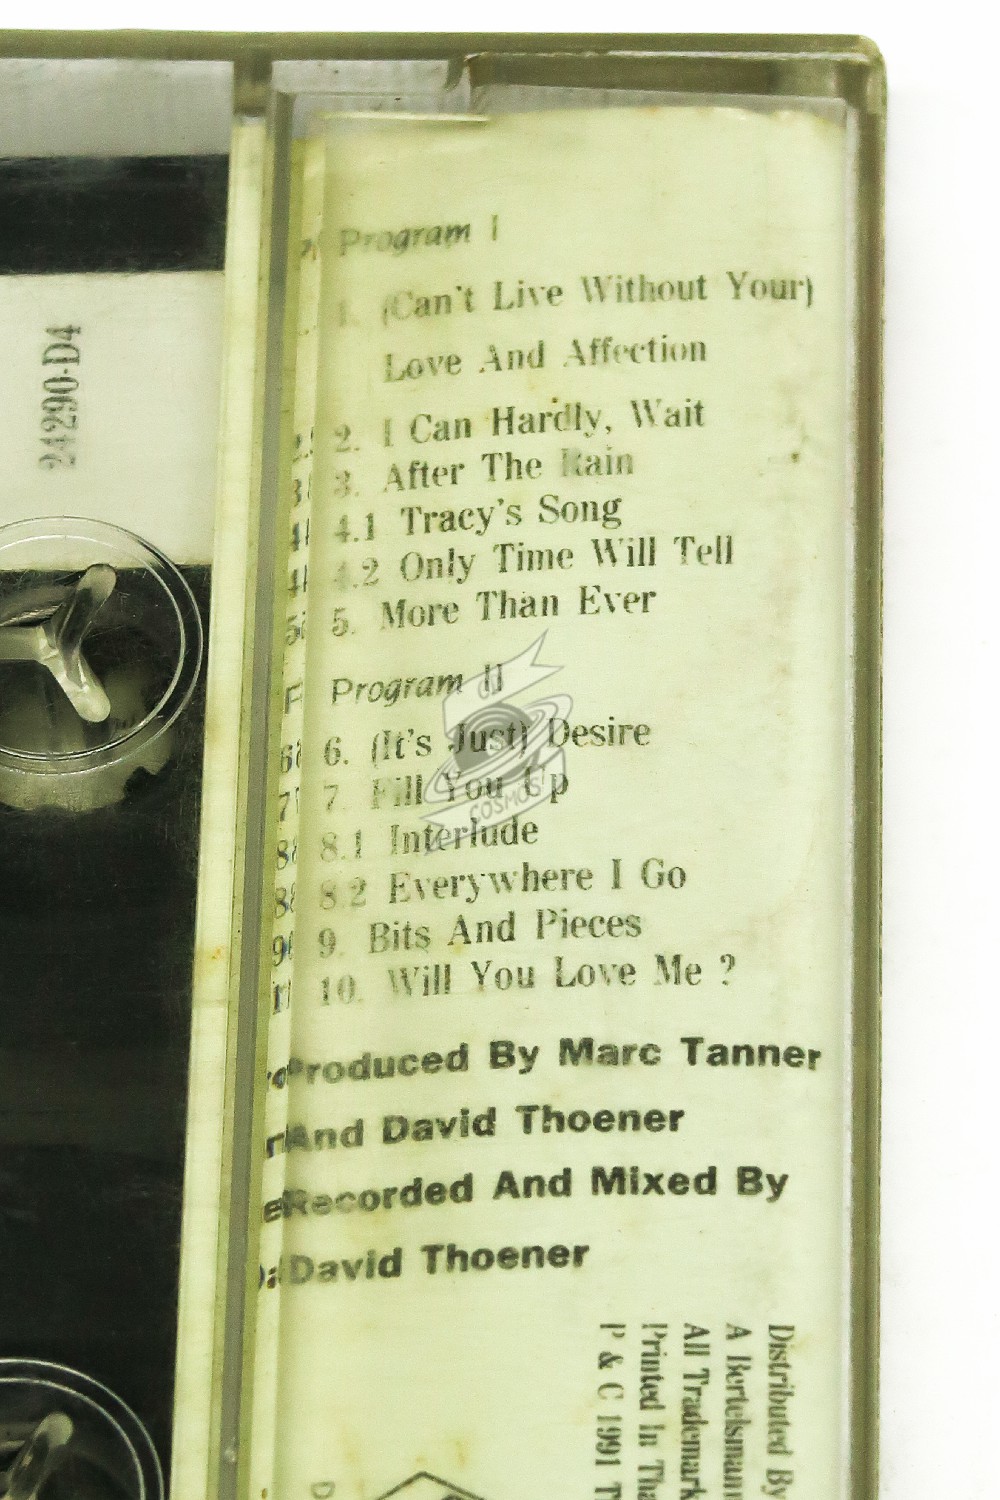 24290-D4
Program I
1. (Can't Live Without Your)
Love And Affection
2. I Can Hardly, Wait
3. After The Rain
4.1 Tracy's Song
4.2 Only Time Will Tell
5. More Than Ever
Program II
6. (It's Just) Desire
7. Fill You Up
8.1 Interlude
8.2 Everywhere I Go
9. Bits And Pieces
10. Will You Love Me ?
Produced By Marc Tanner
And David Thoener
Recorded And Mixed By
David Thoener
Distributed By
A Bertelsmann
All Trademark
Printed In
P & C 1991
COSMOS